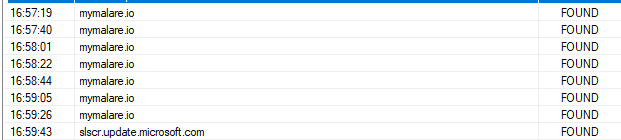 16:57:19 mymalare.io FOUND
16:57:40 mymalare.io FOUND
16:58:01 mymalare.io FOUND
16:58:22 mymalare.io FOUND
16:58:44 mymalare.io FOUND
16:59:05 mymalare.io FOUND
16:59:26 mymalare.io FOUND
16:59:43 slscr.update.microsoft.com FOUND